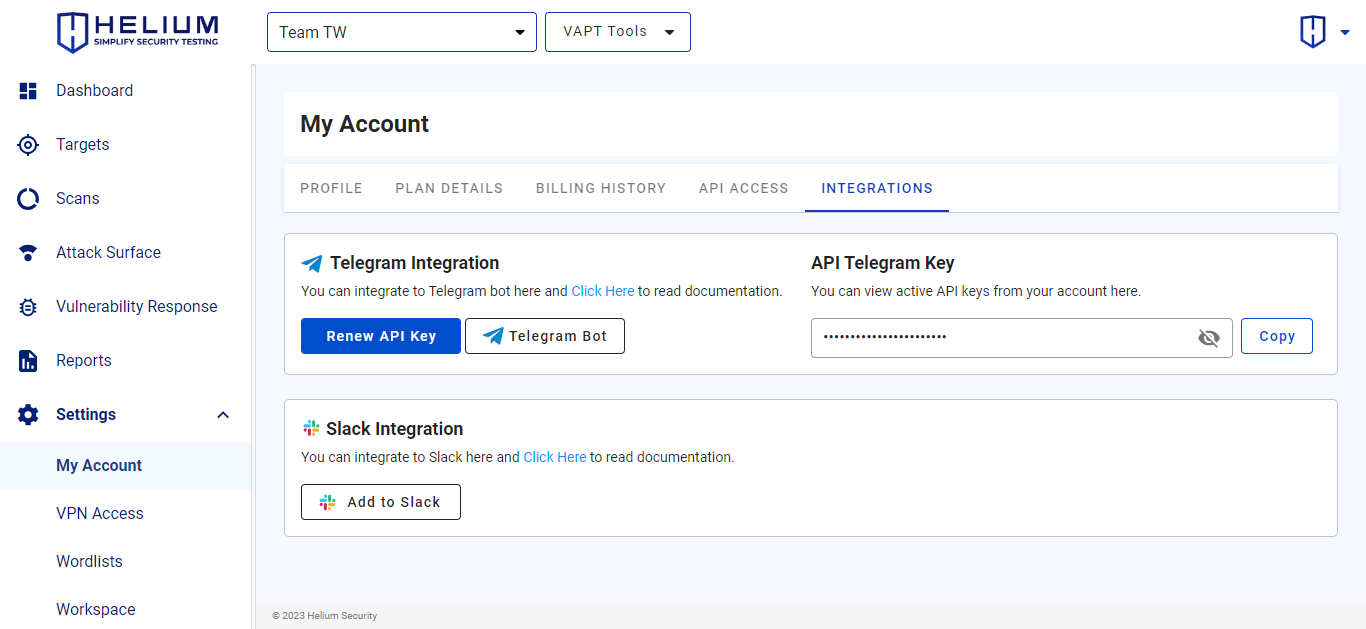 HELIUM
SIMPLIFY SECURITY TESTING
Team TW
VAPT Tools
Dashboard
Targets
Scans
Attack Surface
Vulnerability Response
Reports
Settings
My Account
VPN Access
Wordlists
Workspace
My Account
PROFILE PLAN DETAILS BILLING HISTORY API ACCESS INTEGRATIONS
Telegram Integration
You can integrate to Telegram bot here and Click Here to read documentation.
Renew API Key Telegram Bot
API Telegram Key
You can view active API keys from your account here.
Copy
Slack Integration
You can integrate to Slack here and Click Here to read documentation.
Add to Slack
© 2023 Helium Security